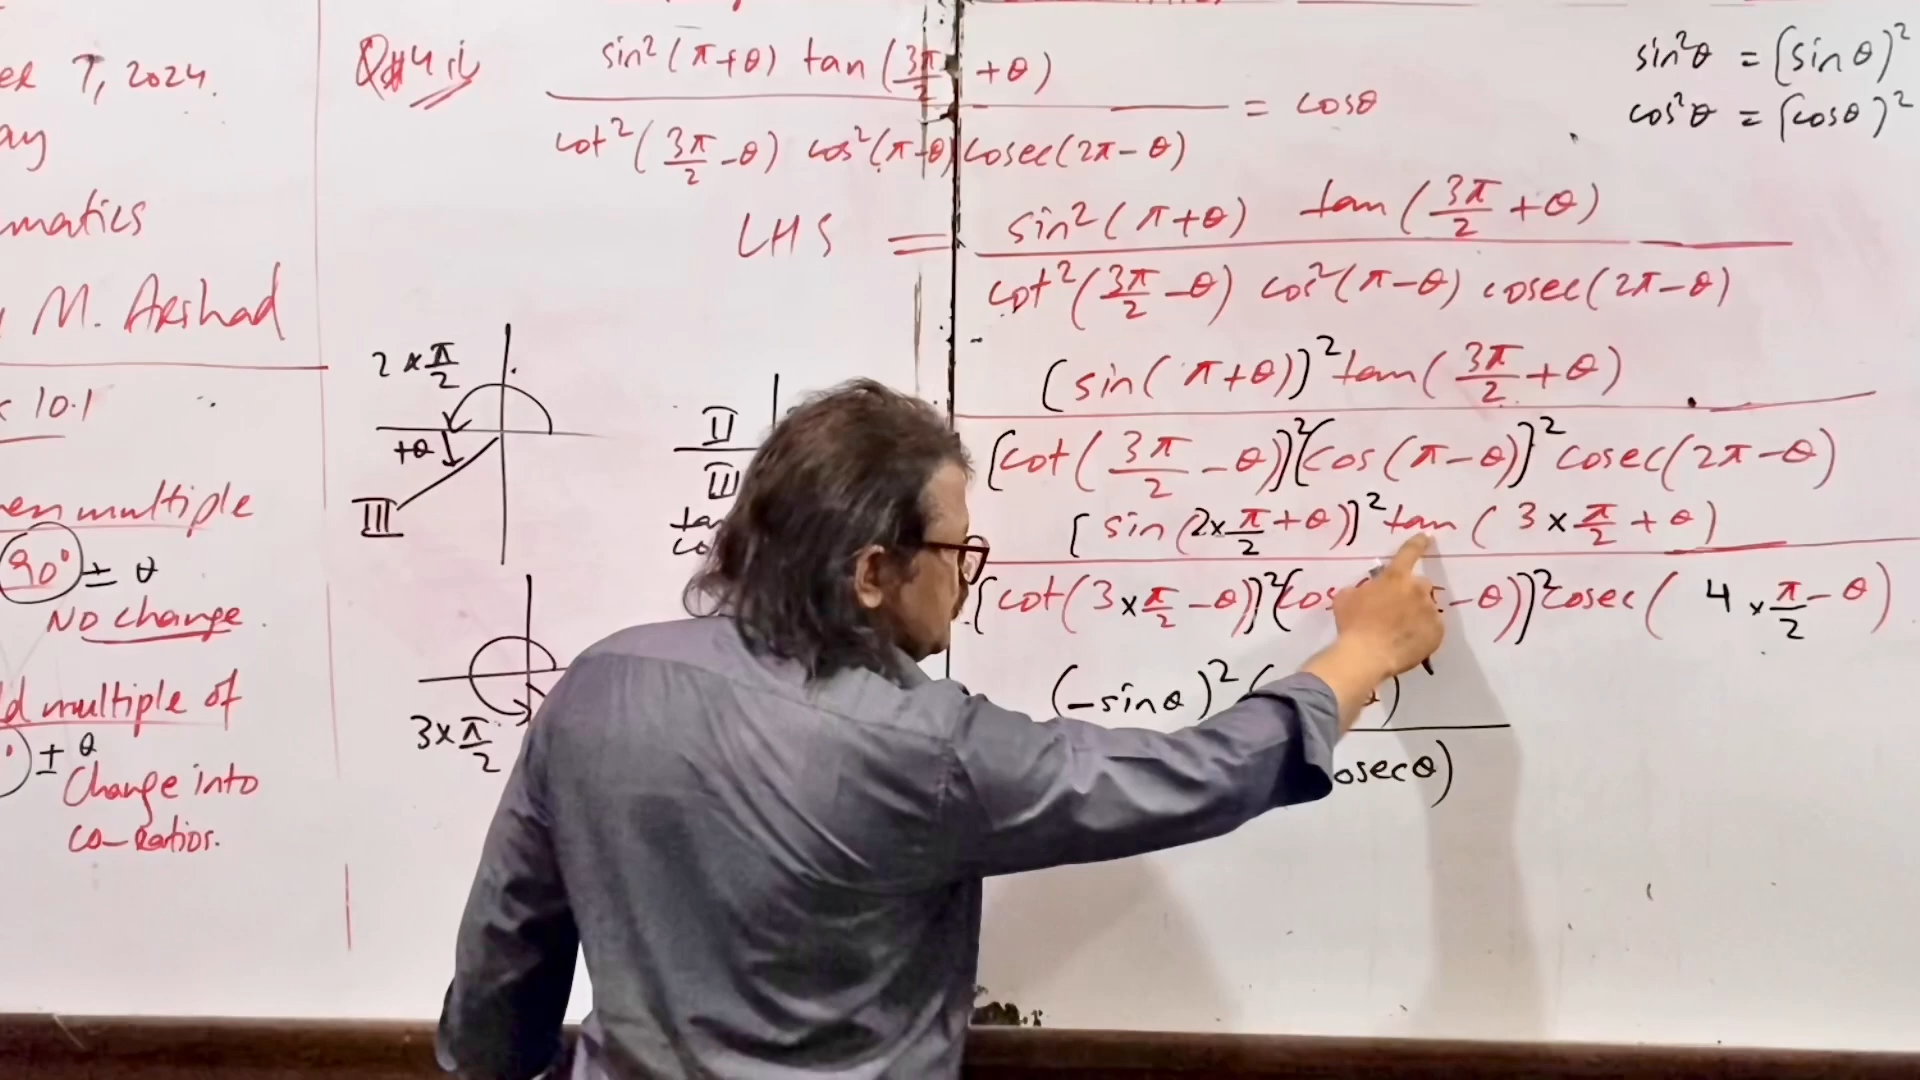 7, 2024.
Q#4 ii
sin²(π+θ) tan(3π/2 +θ)
cot²(3π/2 -θ) cos²(π-θ) cosec(2π-θ)
= cosθ
sin²θ = (sinθ)²
cos²θ = (cosθ)²
M. Arshad
10.1
multiple
90° ± θ
No change
multiple of
± θ
Change into
co-ratios.
2×π/2
+θ
III
II
III
3×π/2
LHS = sin²(π+θ) tan(3π/2 +θ)
cot²(3π/2 -θ) cos²(π-θ) cosec(2π-θ)
(sin(π+θ))² tan(3π/2 +θ)
[cot(3π/2 -θ)]²[cos(π-θ)]² cosec(2π-θ)
[sin(2×π/2+θ)]² tan(3×π/2 +θ)
[cot(3×π/2 -θ)]² -θ)]² cosec(4×π/2 -θ)
(-sinθ)²